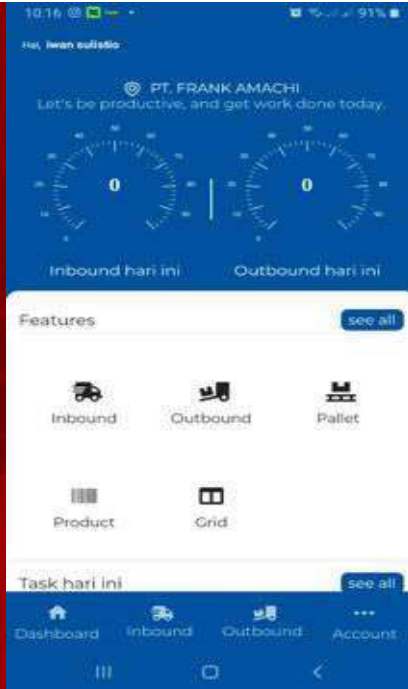 10.16
91%
Hai, iwan sulistio
PT. FRANK AMACHI
Let's be productive, and get work done today.
0
0
Inbound hari ini
Outbound hari ini
Features
see all
Inbound
Outbound
Pallet
Product
Grid
Task hari ini
see all
Dashboard
Inbound
Outbound
Account